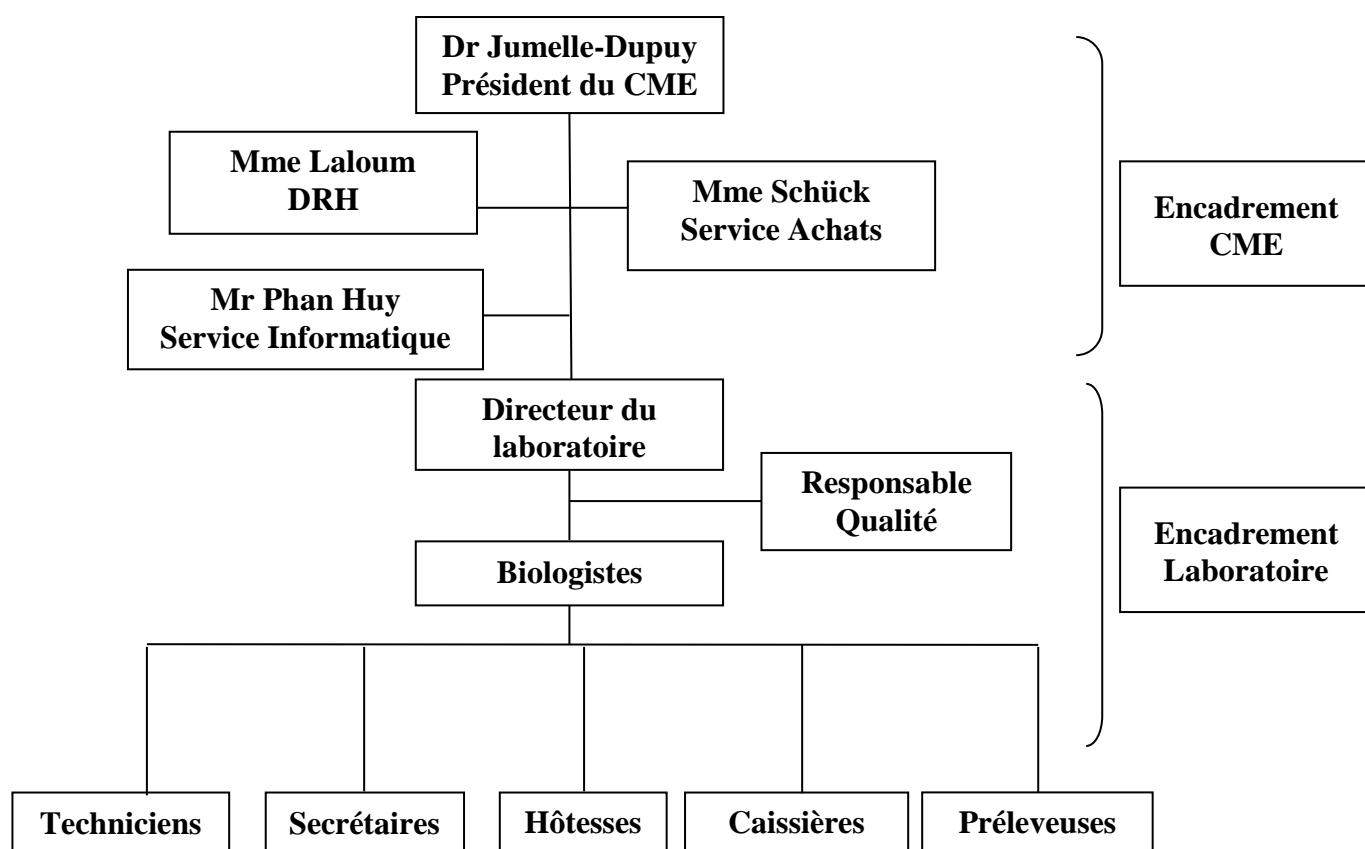 Dr Jumelle-Dupuy
Président du CME
Mme Laloum
DRH
Mme Schück
Service Achats
Encadrement
CME
Mr Phan Huy
Service Informatique
Directeur du
laboratoire
Responsable
Qualité
Encadrement
Laboratoire
Biologistes
Techniciens
Secrétaires
Hôtesses
Caissières
Préleveuses